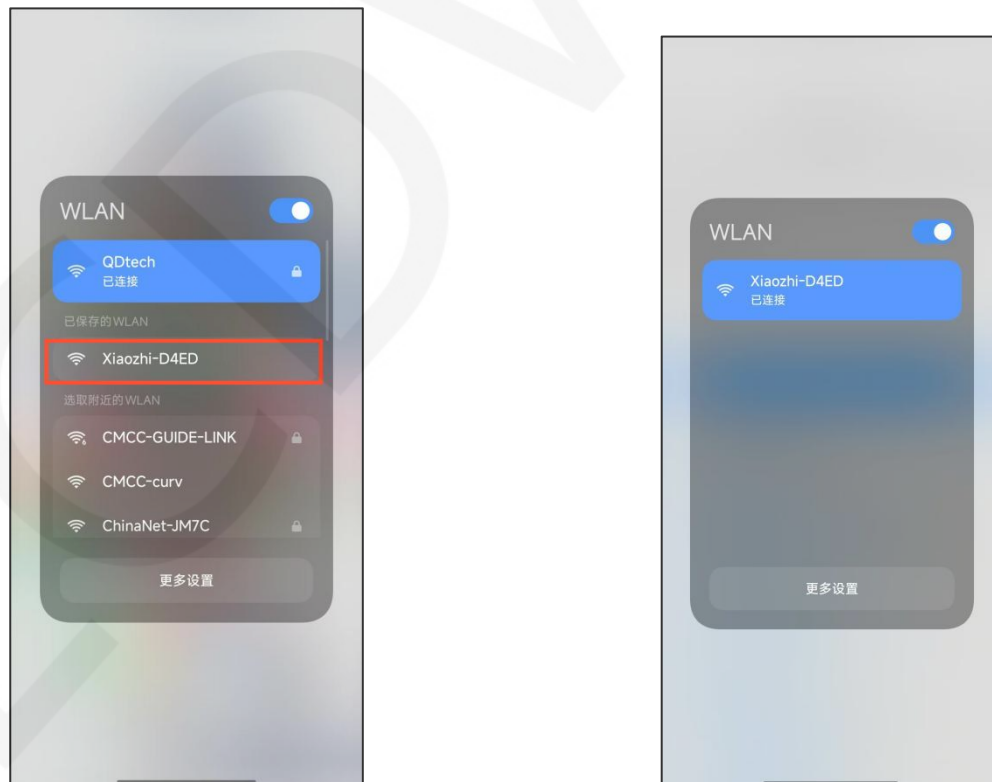 WLAN
QDtech
已连接
已保存的WLAN
Xiaozhi-D4ED
选取附近的WLAN
CMCC-GUIDE-LINK
CMCC-curv
ChinaNet-JM7C
更多设置
WLAN
Xiaozhi-D4ED
已连接
更多设置